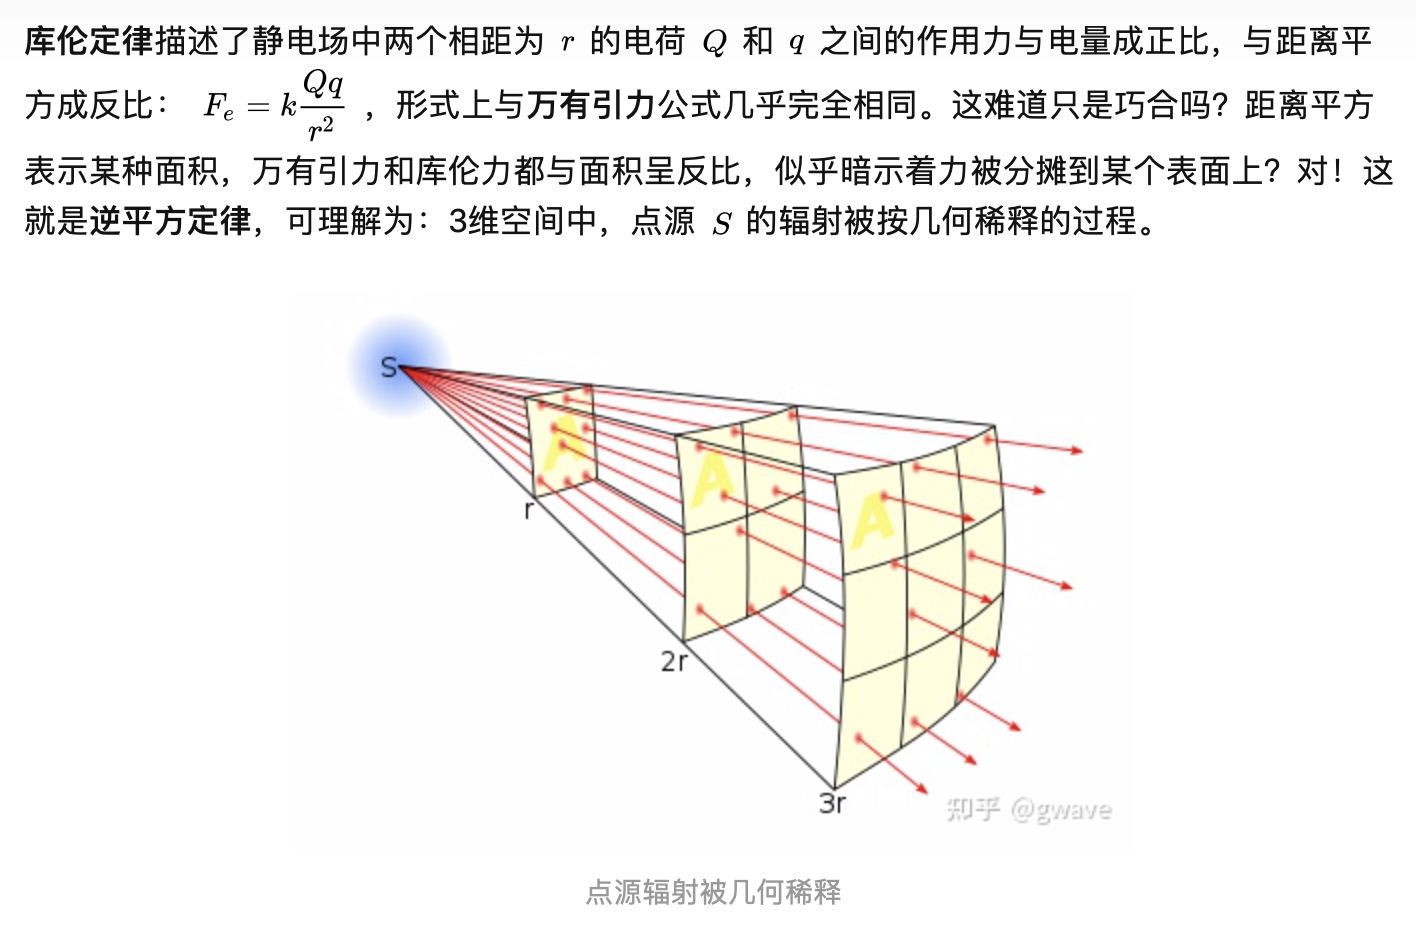 库伦定律描述了静电场中两个相距为 r 的电荷 Q 和 q 之间的作用力与电量成正比，与距离平
方成反比： F_e = k\frac{Qq}{r^2} ，形式上与万有引力公式几乎完全相同。这难道只是巧合吗？距离平方
表示某种面积，万有引力和库伦力都与面积呈反比，似乎暗示着力被分摊到某个表面上？对！这
就是逆平方定律，可理解为：3维空间中，点源 S 的辐射被按几何稀释的过程。
S
A
A
A
r
2r
3r
知乎 @gwave
点源辐射被几何稀释